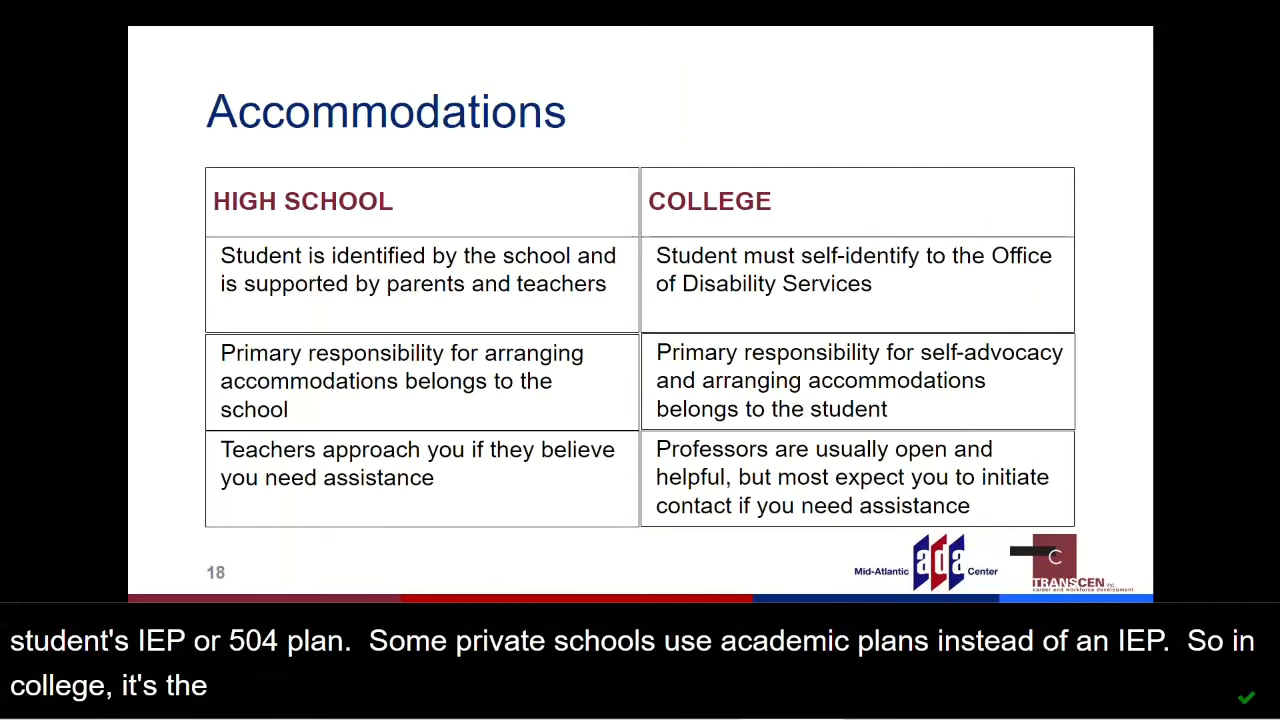 Accommodations
HIGH SCHOOL
COLLEGE
Student is identified by the school and
is supported by parents and teachers
Student must self-identify to the Office
of Disability Services
Primary responsibility for arranging
accommodations belongs to the
school
Primary responsibility for self-advocacy
and arranging accommodations
belongs to the student
Teachers approach you if they believe
you need assistance
Professors are usually open and
helpful, but most expect you to initiate
contact if you need assistance
18
Mid-Atlantic ada Center
C
TRANSCEN inc.
career and workforce development
student's IEP or 504 plan.  Some private schools use academic plans instead of an IEP.  So in
college, it's the